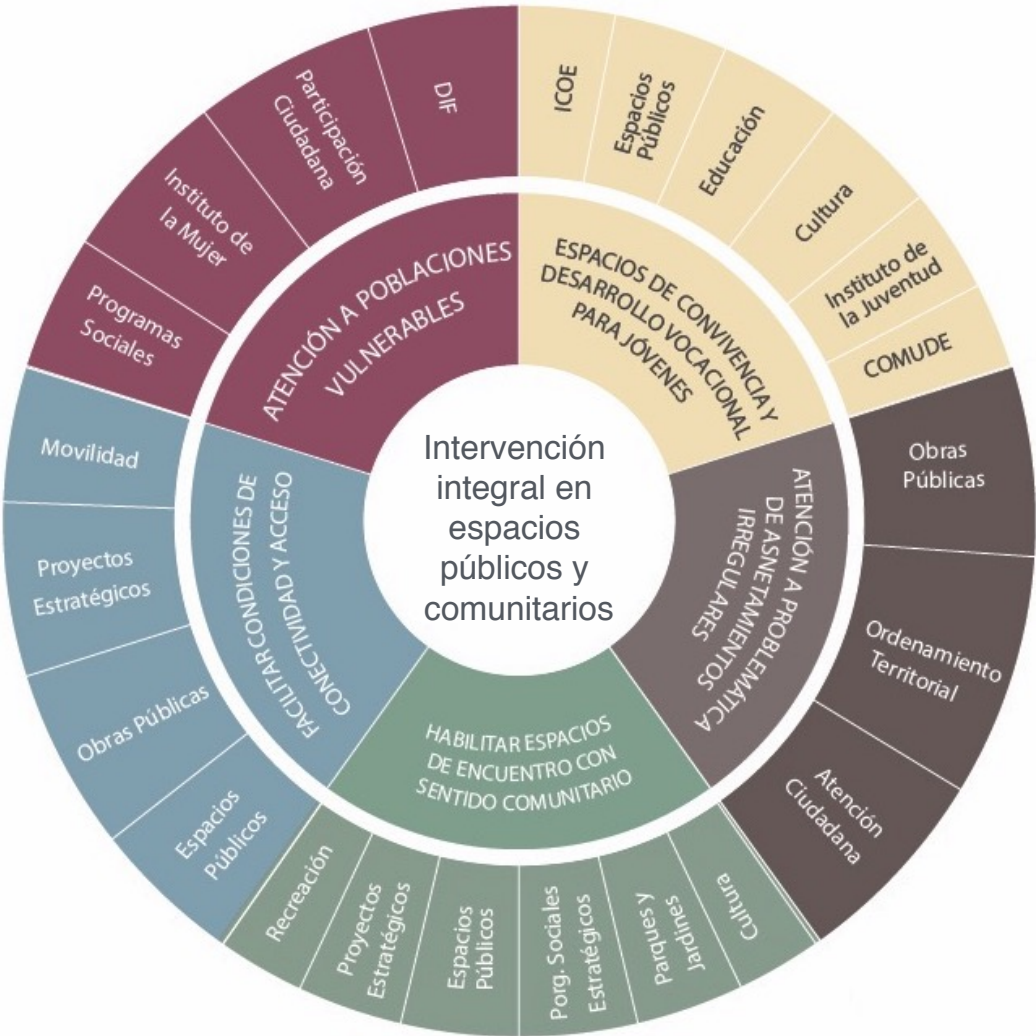 Intervención
integral en
espacios
públicos y
comunitarios
ESPACIOS DE CONVIVENCIA Y
DESARROLLO VOCACIONAL
PARA JÓVENES
ICOE
Espacios
Públicos
Educación
Cultura
Instituto de
la Juventud
COMUDE
ATENCIÓN A PROBLEMÁTICA
DE ASNETAMIENTOS
IRREGULARES
Obras
Públicas
Ordenamiento
Territorial
Atención
Ciudadana
HABILITAR ESPACIOS
DE ENCUENTRO CON
SENTIDO COMUNITARIO
Recreación
Proyectos
Estratégicos
Espacios
Públicos
Porg. Sociales
Estratégicos
Parques y
Jardines
Cultura
FACILITAR CONDICIONES DE
CONECTIVIDAD Y ACCESO
Movilidad
Proyectos
Estratégicos
Obras Públicas
Espacios
Públicos
ATENCIÓN A POBLACIONES
VULNERABLES
Programas
Sociales
Instituto de
la Mujer
Participación
Ciudadana
DIF